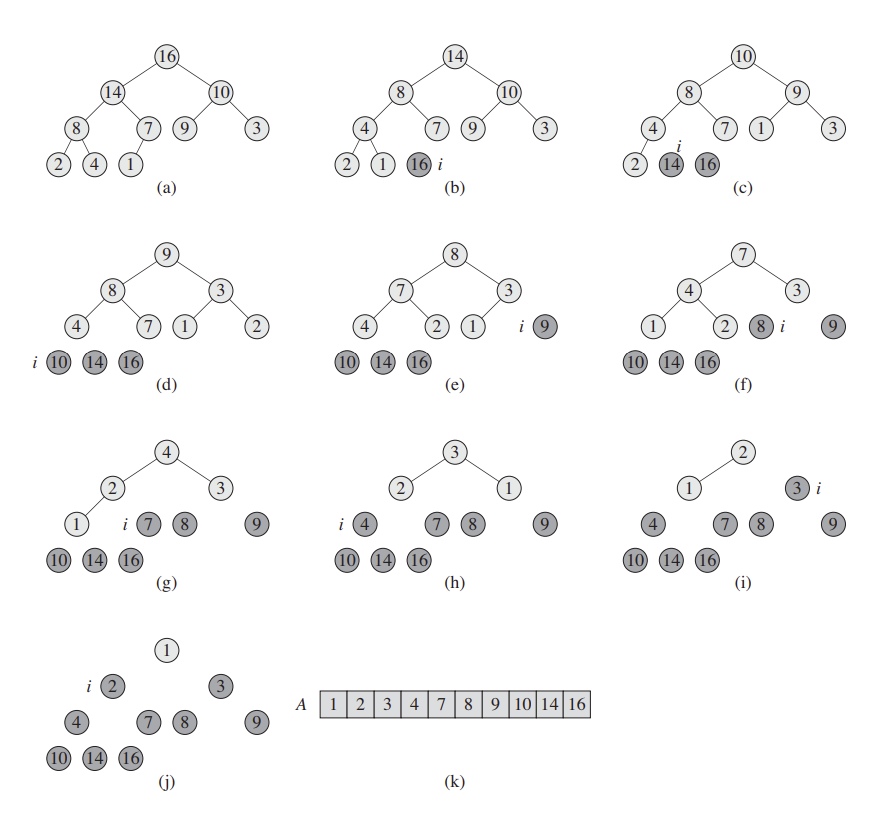 16 14 10
14 10 8 10 8 9
8 7 9 3 4 7 9 3 4 7 1 3
i
2 4 1 2 1 16 i 2 14 16
(a) (b) (c)
9 8 7
8 3 7 3 4 3
4 7 1 2 4 2 1 i 9 1 2 8 i 9
i 10 14 16 10 14 16 10 14 16
(d) (e) (f)
4 3 2
2 3 2 1 1 3 i
1 i 7 8 9 i 4 7 8 9 4 7 8 9
10 14 16 10 14 16 10 14 16
(g) (h) (i)
1
i 2 3
A 1 2 3 4 7 8 9 10 14 16
4 7 8 9
10 14 16
(j) (k)